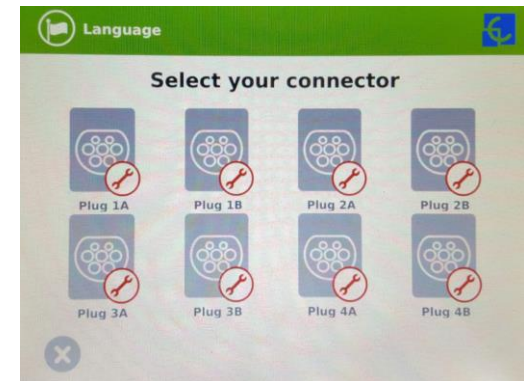 Language
Select your connector
Plug 1A Plug 1B Plug 2A Plug 2B
Plug 3A Plug 3B Plug 4A Plug 4B